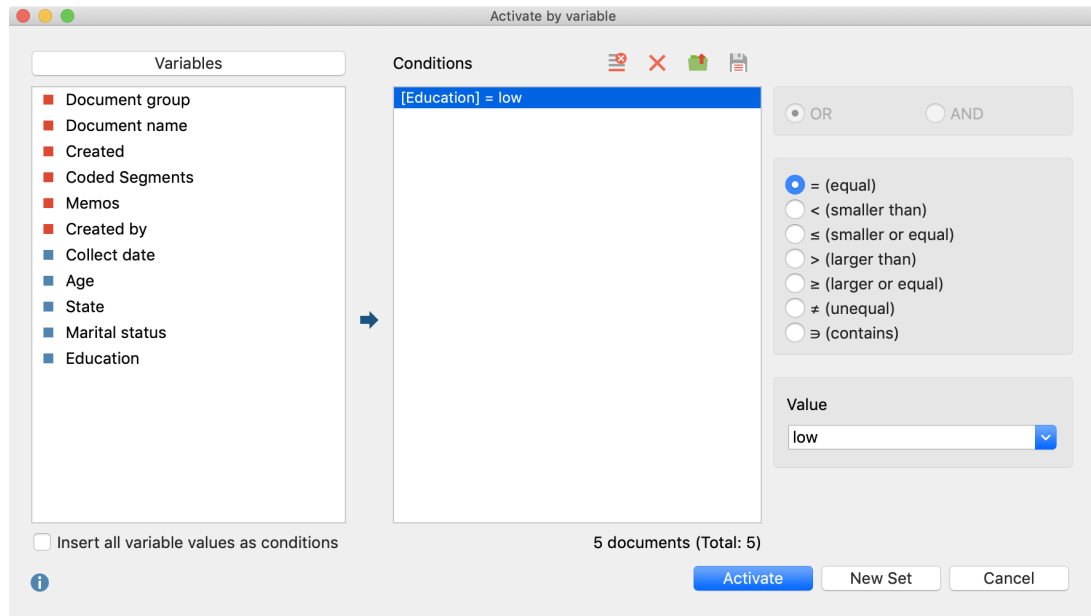 Activate by variable
Variables
Document group
Document name
Created
Coded Segments
Memos
Created by
Collect date
Age
State
Marital status
Education
Insert all variable values as conditions
Conditions
[Education] = low
5 documents (Total: 5)
OR AND
= (equal)
< (smaller than)
≤ (smaller or equal)
> (larger than)
≥ (larger or equal)
≠ (unequal)
∋ (contains)
Value
low
Activate New Set Cancel